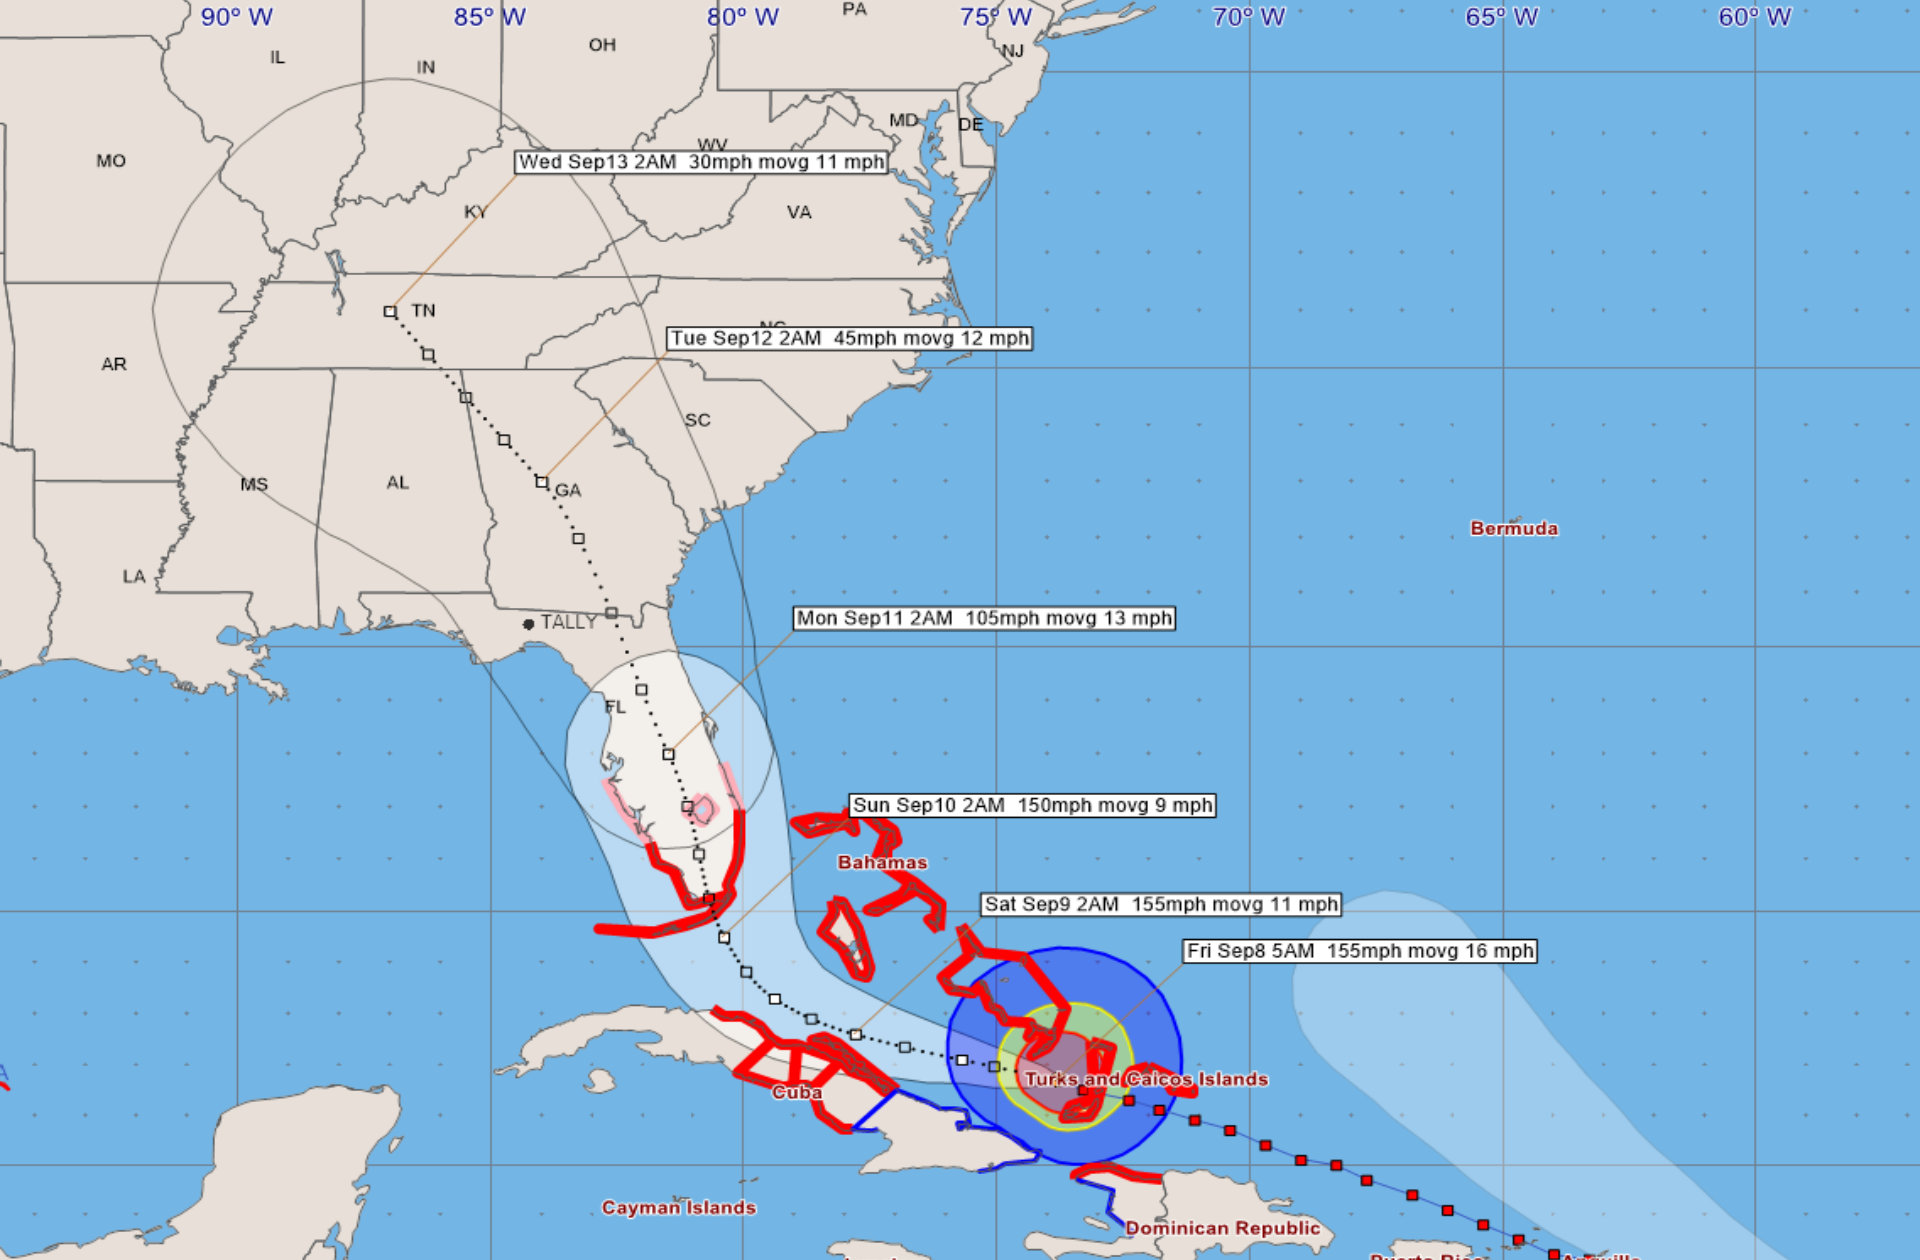 90° W
85° W
80° W
75° W
70° W
65° W
60° W
PA
OH
NJ
IL
IN
MD
DE
WV
MO
Wed Sep13 2AM 30mph movg 11 mph
KY
VA
TN
NC
Tue Sep12 2AM 45mph movg 12 mph
AR
SC
MS
AL
GA
Bermuda
LA
TALLY
Mon Sep11 2AM 105mph movg 13 mph
FL
Sun Sep10 2AM 150mph movg 9 mph
Bahamas
Sat Sep9 2AM 155mph movg 11 mph
Fri Sep8 5AM 155mph movg 16 mph
Turks and Caicos Islands
Cuba
Cayman Islands
Dominican Republic
Puerto Rico